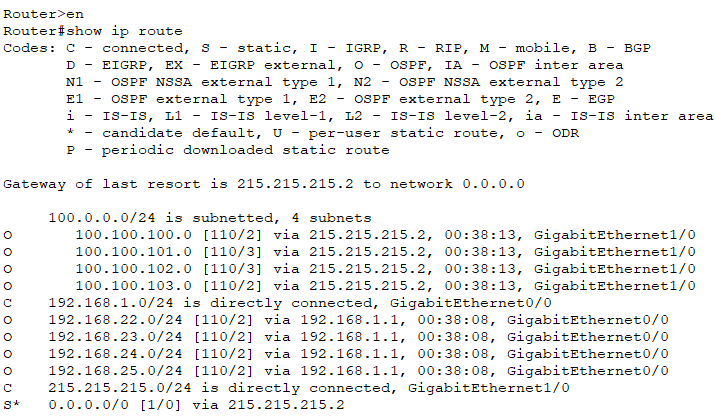 Router>en
Router#show ip route
Codes: C - connected, S - static, I - IGRP, R - RIP, M - mobile, B - BGP
       D - EIGRP, EX - EIGRP external, O - OSPF, IA - OSPF inter area
       N1 - OSPF NSSA external type 1, N2 - OSPF NSSA external type 2
       E1 - OSPF external type 1, E2 - OSPF external type 2, E - EGP
       i - IS-IS, L1 - IS-IS level-1, L2 - IS-IS level-2, ia - IS-IS inter area
       * - candidate default, U - per-user static route, o - ODR
       P - periodic downloaded static route

Gateway of last resort is 215.215.215.2 to network 0.0.0.0

     100.0.0.0/24 is subnetted, 4 subnets
O       100.100.100.0 [110/2] via 215.215.215.2, 00:38:13, GigabitEthernet1/0
O       100.100.101.0 [110/3] via 215.215.215.2, 00:38:13, GigabitEthernet1/0
O       100.100.102.0 [110/3] via 215.215.215.2, 00:38:13, GigabitEthernet1/0
O       100.100.103.0 [110/2] via 215.215.215.2, 00:38:13, GigabitEthernet1/0
C    192.168.1.0/24 is directly connected, GigabitEthernet0/0
O    192.168.22.0/24 [110/2] via 192.168.1.1, 00:38:08, GigabitEthernet0/0
O    192.168.23.0/24 [110/2] via 192.168.1.1, 00:38:08, GigabitEthernet0/0
O    192.168.24.0/24 [110/2] via 192.168.1.1, 00:38:08, GigabitEthernet0/0
O    192.168.25.0/24 [110/2] via 192.168.1.1, 00:38:08, GigabitEthernet0/0
C    215.215.215.0/24 is directly connected, GigabitEthernet1/0
S*   0.0.0.0/0 [1/0] via 215.215.215.2